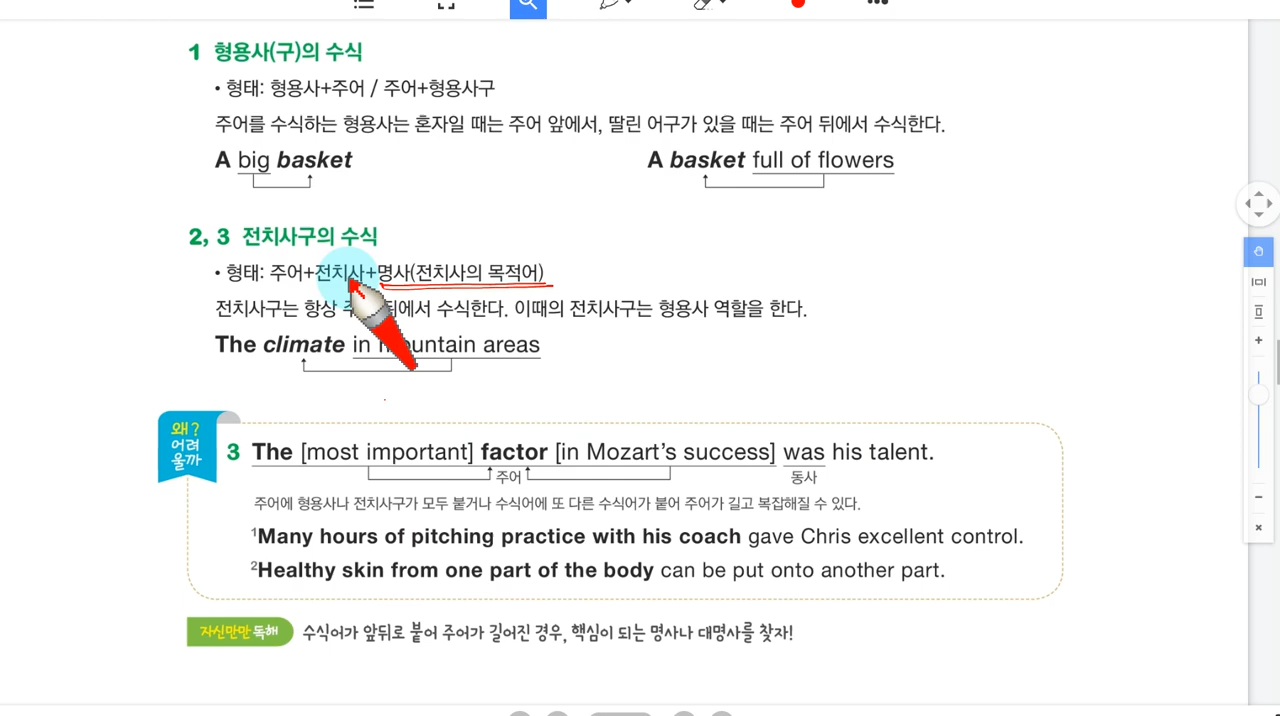 1 형용사(구)의 수식
• 형태: 형용사+주어 / 주어+형용사구
주어를 수식하는 형용사는 혼자일 때는 주어 앞에서, 딸린 어구가 있을 때는 주어 뒤에서 수식한다.
A big basket
A basket full of flowers
2, 3 전치사구의 수식
• 형태: 주어+전치사+명사(전치사의 목적어)
전치사구는 항상 뒤에서 수식한다. 이때의 전치사구는 형용사 역할을 한다.
The climate in mountain areas
왜?
어려
울까
3 The [most important] factor [in Mozart's success] was his talent.
주어
동사
주어에 형용사나 전치사구가 모두 붙거나 수식어에 또 다른 수식어가 붙어 주어가 길고 복잡해질 수 있다.
1Many hours of pitching practice with his coach gave Chris excellent control.
2Healthy skin from one part of the body can be put onto another part.
자신만만 독해 수식어가 앞뒤로 붙어 주어가 길어진 경우, 핵심이 되는 명사나 대명사를 찾자!